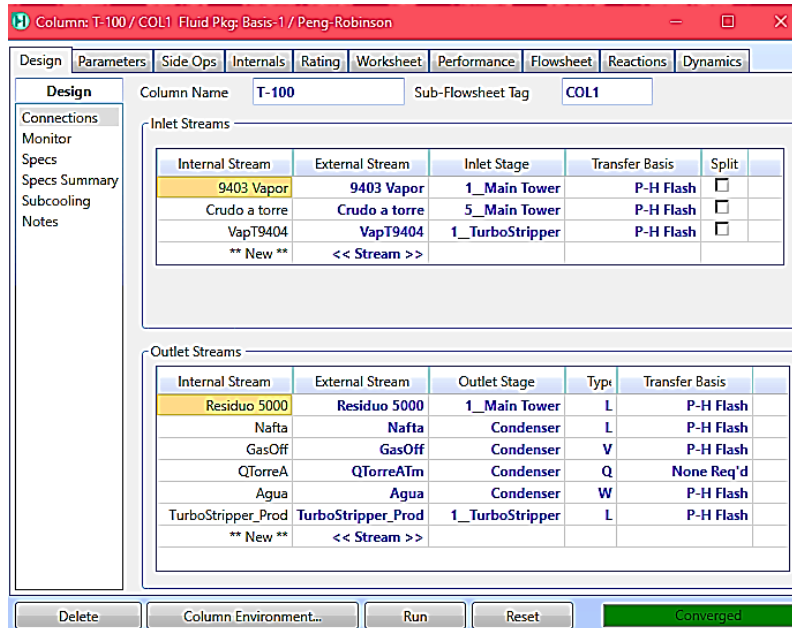 Column: T-100 / COL1 Fluid Pkg: Basis-1 / Peng-Robinson
Design Parameters Side Ops Internals Rating Worksheet Performance Flowsheet Reactions Dynamics
Design
Connections
Monitor
Specs
Specs Summary
Subcooling
Notes
Column Name T-100 Sub-Flowsheet Tag COL1
Inlet Streams
Internal Stream External Stream Inlet Stage Transfer Basis Split
9403 Vapor 9403 Vapor 1__Main Tower P-H Flash
Crudo a torre Crudo a torre 5__Main Tower P-H Flash
VapT9404 VapT9404 1__TurboStripper P-H Flash
** New ** << Stream >>
Outlet Streams
Internal Stream External Stream Outlet Stage Type Transfer Basis
Residuo 5000 Residuo 5000 1__Main Tower L P-H Flash
Nafta Nafta Condenser L P-H Flash
GasOff GasOff Condenser V P-H Flash
QTorreA QTorreATm Condenser Q None Req'd
Agua Agua Condenser W P-H Flash
TurboStripper_Prod TurboStripper_Prod 1__TurboStripper L P-H Flash
** New ** << Stream >>
Delete Column Environment... Run Reset Converged